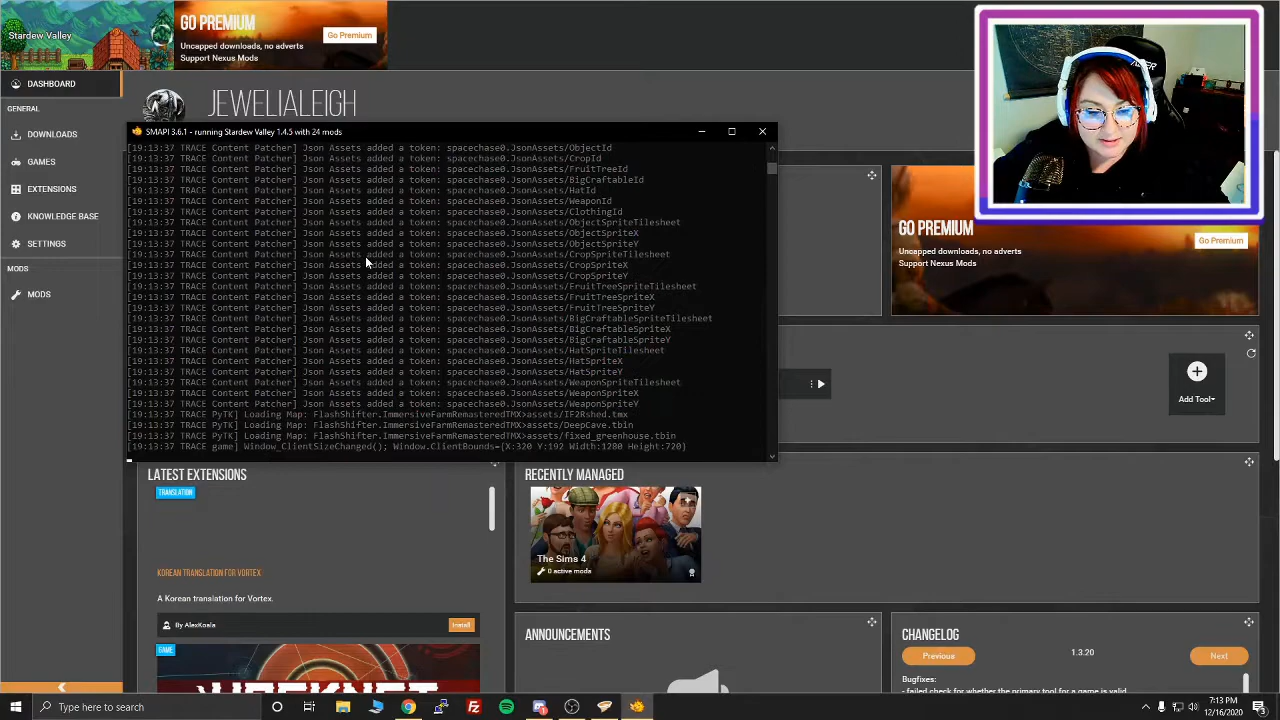 Stardew Valley
GO PREMIUM
Uncapped downloads, no adverts
Support Nexus Mods
Go Premium
DASHBOARD
GENERAL
DOWNLOADS
GAMES
EXTENSIONS
KNOWLEDGE BASE
SETTINGS
MODS
MODS
JEWELIALEIGH
SMAPI 3.6.1 - running Stardew Valley 1.4.5 with 24 mods
[19:13:37 TRACE Content Patcher] Json Assets added a token: spacechase0.JsonAssets/ObjectId
[19:13:37 TRACE Content Patcher] Json Assets added a token: spacechase0.JsonAssets/CropId
[19:13:37 TRACE Content Patcher] Json Assets added a token: spacechase0.JsonAssets/FruitTreeId
[19:13:37 TRACE Content Patcher] Json Assets added a token: spacechase0.JsonAssets/BigCraftableId
[19:13:37 TRACE Content Patcher] Json Assets added a token: spacechase0.JsonAssets/HatId
[19:13:37 TRACE Content Patcher] Json Assets added a token: spacechase0.JsonAssets/WeaponId
[19:13:37 TRACE Content Patcher] Json Assets added a token: spacechase0.JsonAssets/ClothingId
[19:13:37 TRACE Content Patcher] Json Assets added a token: spacechase0.JsonAssets/ObjectSpriteTilesheet
[19:13:37 TRACE Content Patcher] Json Assets added a token: spacechase0.JsonAssets/ObjectSpriteX
[19:13:37 TRACE Content Patcher] Json Assets added a token: spacechase0.JsonAssets/ObjectSpriteY
[19:13:37 TRACE Content Patcher] Json Assets added a token: spacechase0.JsonAssets/CropSpriteTilesheet
[19:13:37 TRACE Content Patcher] Json Assets added a token: spacechase0.JsonAssets/CropSpriteX
[19:13:37 TRACE Content Patcher] Json Assets added a token: spacechase0.JsonAssets/CropSpriteY
[19:13:37 TRACE Content Patcher] Json Assets added a token: spacechase0.JsonAssets/FruitTreeSpriteTilesheet
[19:13:37 TRACE Content Patcher] Json Assets added a token: spacechase0.JsonAssets/FruitTreeSpriteX
[19:13:37 TRACE Content Patcher] Json Assets added a token: spacechase0.JsonAssets/FruitTreeSpriteY
[19:13:37 TRACE Content Patcher] Json Assets added a token: spacechase0.JsonAssets/BigCraftableSpriteTilesheet
[19:13:37 TRACE Content Patcher] Json Assets added a token: spacechase0.JsonAssets/BigCraftableSpriteX
[19:13:37 TRACE Content Patcher] Json Assets added a token: spacechase0.JsonAssets/BigCraftableSpriteY
[19:13:37 TRACE Content Patcher] Json Assets added a token: spacechase0.JsonAssets/HatSpriteTilesheet
[19:13:37 TRACE Content Patcher] Json Assets added a token: spacechase0.JsonAssets/HatSpriteX
[19:13:37 TRACE Content Patcher] Json Assets added a token: spacechase0.JsonAssets/HatSpriteY
[19:13:37 TRACE Content Patcher] Json Assets added a token: spacechase0.JsonAssets/WeaponSpriteTilesheet
[19:13:37 TRACE Content Patcher] Json Assets added a token: spacechase0.JsonAssets/WeaponSpriteX
[19:13:37 TRACE Content Patcher] Json Assets added a token: spacechase0.JsonAssets/WeaponSpriteY
[19:13:37 TRACE PyTK] Loading Map: FlashShifter.ImmersiveFarmRemasteredTMX>assets/IF2Rshed.tmx
[19:13:37 TRACE PyTK] Loading Map: FlashShifter.ImmersiveFarmRemasteredTMX>assets/DeepCave.tbin
[19:13:37 TRACE PyTK] Loading Map: FlashShifter.ImmersiveFarmRemasteredTMX>assets/fixed_greenhouse.tbin
[19:13:37 TRACE game] Window_ClientSizeChanged(); Window.ClientBounds={X:320 Y:192 Width:1280 Height:720}
GO PREMIUM
Uncapped downloads, no adverts
Support Nexus Mods
Go Premium
Add Tool
LATEST EXTENSIONS
TRANSLATION
KOREAN TRANSLATION FOR VORTEX
A Korean translation for Vortex.
By AlexKoala
Install
GAME
RECENTLY MANAGED
The Sims 4
0 active mods
ANNOUNCEMENTS
CHANGELOG
Previous
1.3.20
Next
Bugfixes:
- failed check for whether the primary tool for a game is valid
Type here to search
7:13 PM
12/16/2020